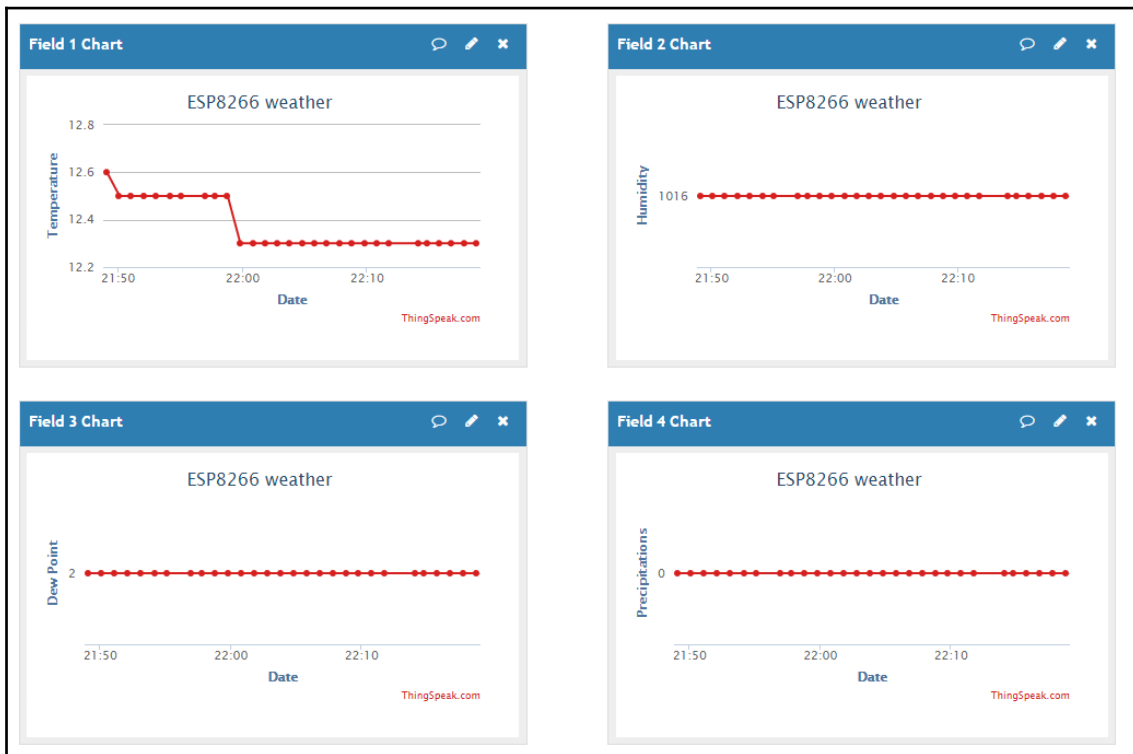 Field 1 Chart
ESP8266 weather
12.8
12.6
12.4
12.2
Temperature
21:50 22:00 22:10
Date
ThingSpeak.com
Field 2 Chart
ESP8266 weather
Humidity
1016
21:50 22:00 22:10
Date
ThingSpeak.com
Field 3 Chart
ESP8266 weather
Dew Point
2
21:50 22:00 22:10
Date
ThingSpeak.com
Field 4 Chart
ESP8266 weather
Precipitations
0
21:50 22:00 22:10
Date
ThingSpeak.com